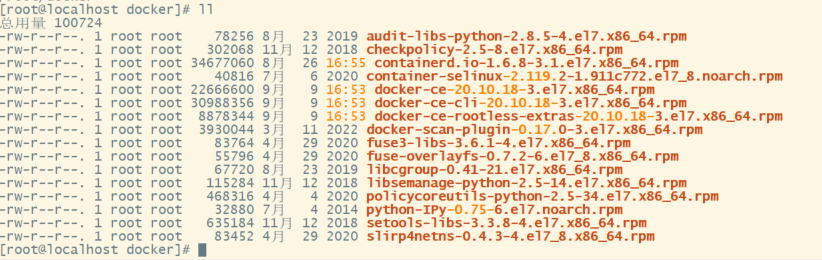 [root@localhost docker]# ll
总用量 100724
-rw-r--r--. 1 root root    78256 8月  23 2019 audit-libs-python-2.8.5-4.el7.x86_64.rpm
-rw-r--r--. 1 root root   302068 11月 12 2018 checkpolicy-2.5-8.el7.x86_64.rpm
-rw-r--r--. 1 root root 34677060 8月  26 16:55 containerd.io-1.6.8-3.1.el7.x86_64.rpm
-rw-r--r--. 1 root root    40816 7月   6 2020 container-selinux-2.119.2-1.911c772.el7_8.noarch.rpm
-rw-r--r--. 1 root root 22666600 9月   9 16:53 docker-ce-20.10.18-3.el7.x86_64.rpm
-rw-r--r--. 1 root root 30988356 9月   9 16:53 docker-ce-cli-20.10.18-3.el7.x86_64.rpm
-rw-r--r--. 1 root root  8878344 9月   9 16:53 docker-ce-rootless-extras-20.10.18-3.el7.x86_64.rpm
-rw-r--r--. 1 root root  3930044 3月  11 2022 docker-scan-plugin-0.17.0-3.el7.x86_64.rpm
-rw-r--r--. 1 root root    83764 4月  29 2020 fuse3-libs-3.6.1-4.el7.x86_64.rpm
-rw-r--r--. 1 root root    55796 4月  29 2020 fuse-overlayfs-0.7.2-6.el7_8.x86_64.rpm
-rw-r--r--. 1 root root    67720 8月  23 2019 libcgroup-0.41-21.el7.x86_64.rpm
-rw-r--r--. 1 root root   115284 11月 12 2018 libsemanage-python-2.5-14.el7.x86_64.rpm
-rw-r--r--. 1 root root   468316 4月   4 2020 policycoreutils-python-2.5-34.el7.x86_64.rpm
-rw-r--r--. 1 root root    32880 7月   4 2014 python-IPy-0.75-6.el7.noarch.rpm
-rw-r--r--. 1 root root   635184 11月 12 2018 setools-libs-3.3.8-4.el7.x86_64.rpm
-rw-r--r--. 1 root root    83452 4月  29 2020 slirp4netns-0.4.3-4.el7_8.x86_64.rpm
[root@localhost docker]#